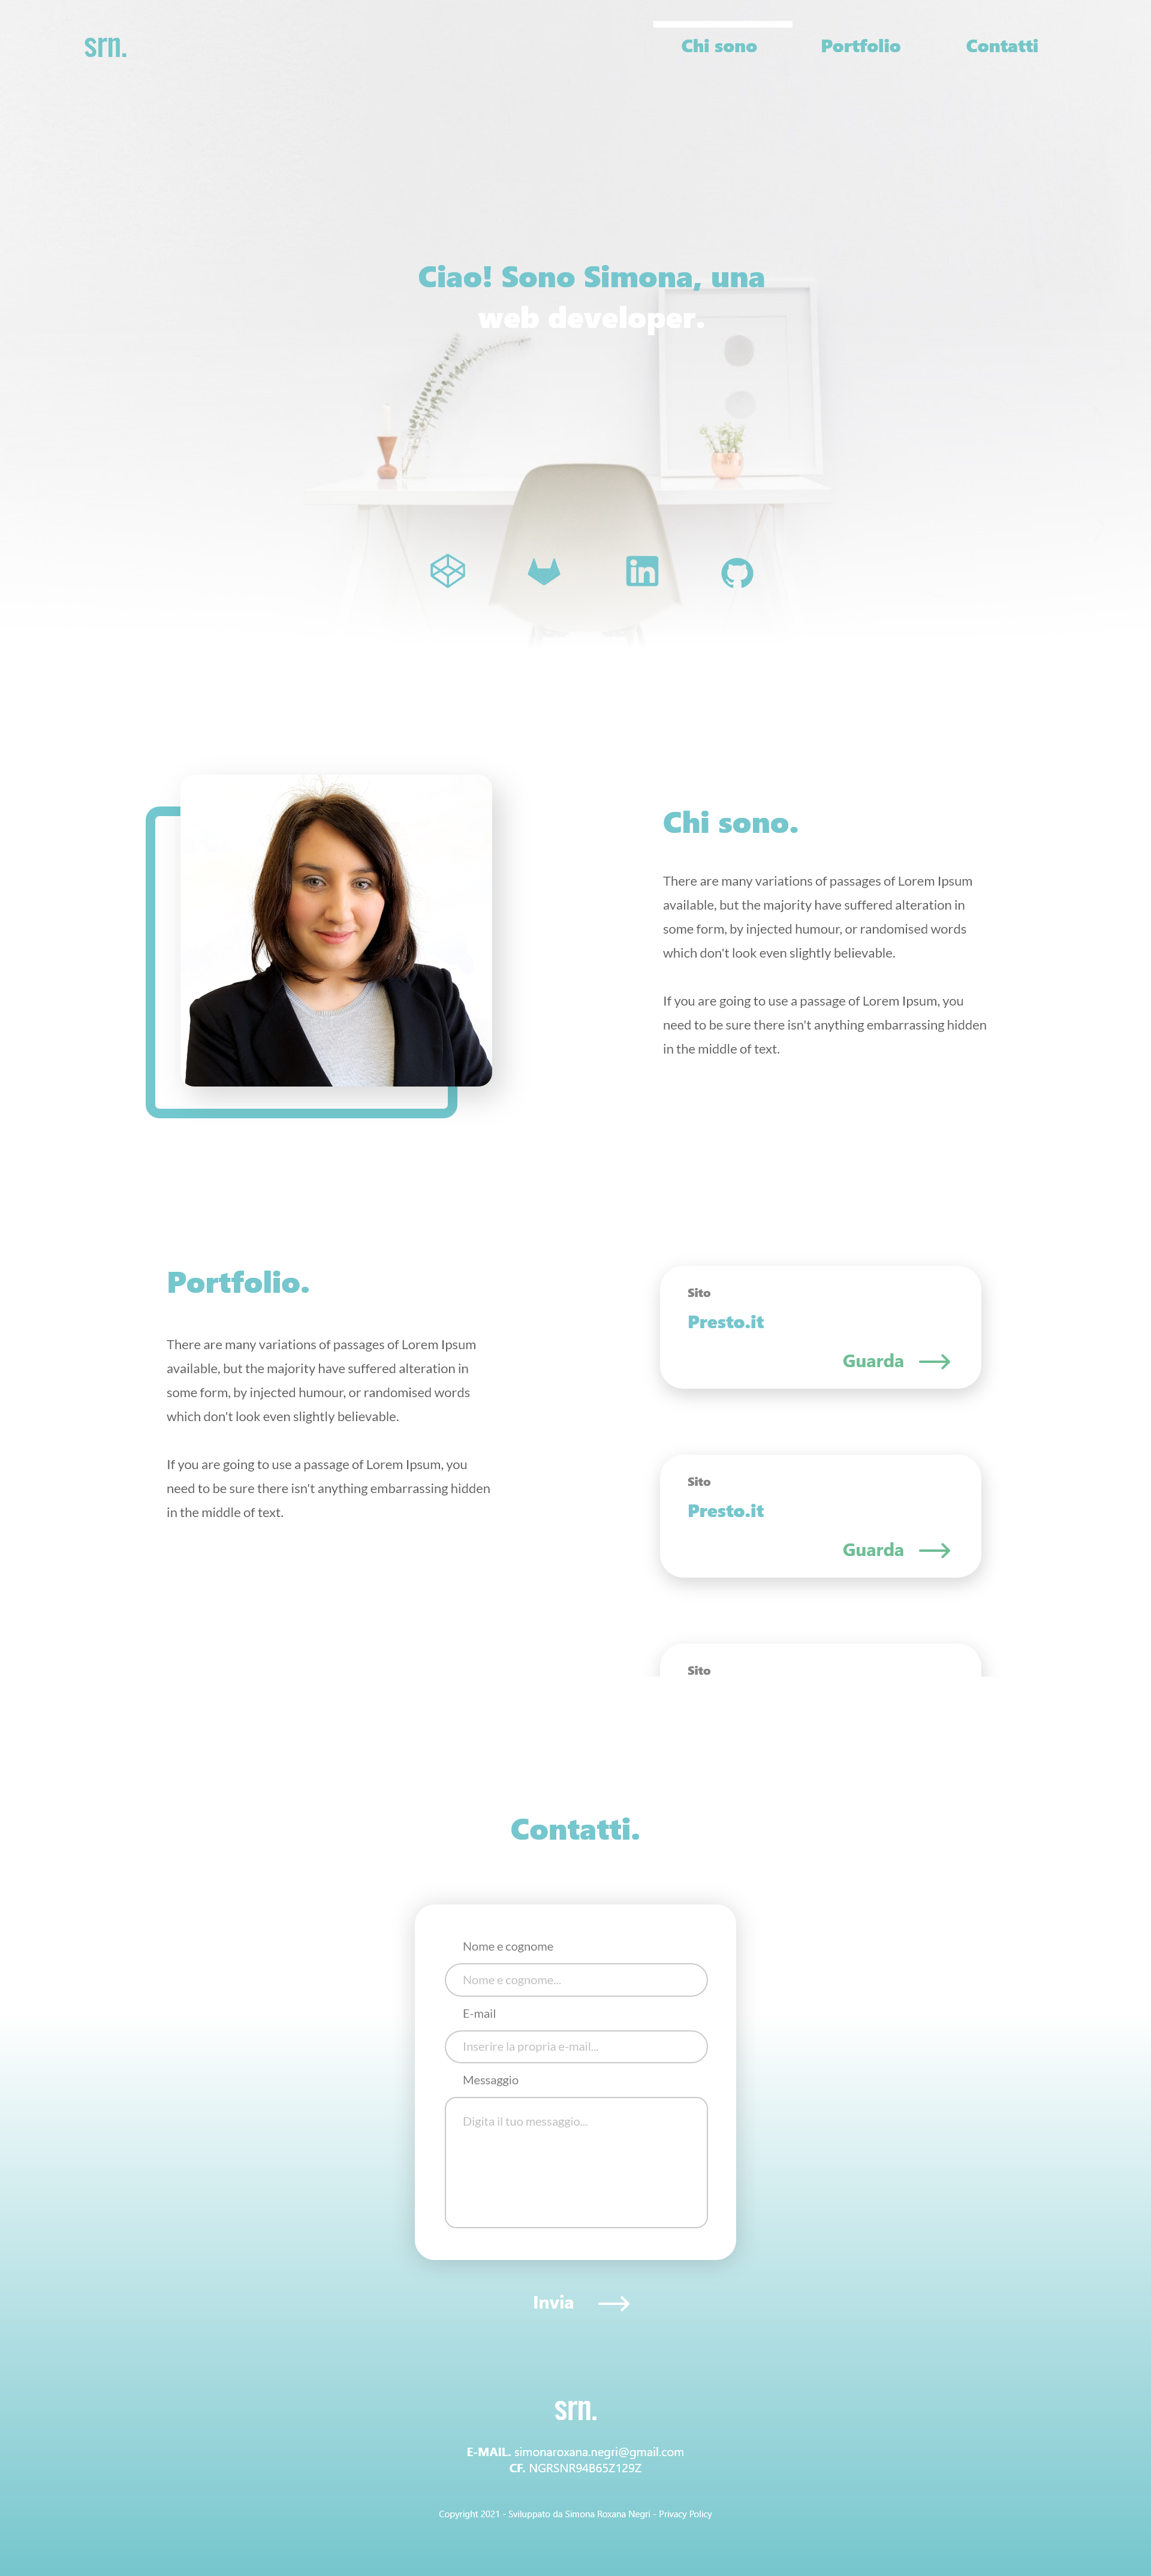 srn.
Chi sono
Portfolio
Contatti
Ciao! Sono Simona, una
web developer.
in
Chi sono.
There are many variations of passages of Lorem Ipsum
available, but the majority have suffered alteration in
some form, by injected humour, or randomised words
which don't look even slightly believable.
If you are going to use a passage of Lorem Ipsum, you
need to be sure there isn't anything embarrassing hidden
in the middle of text.
Portfolio.
There are many variations of passages of Lorem Ipsum
available, but the majority have suffered alteration in
some form, by injected humour, or randomised words
which don't look even slightly believable.
If you are going to use a passage of Lorem Ipsum, you
need to be sure there isn't anything embarrassing hidden
in the middle of text.
Sito
Presto.it
Guarda
Sito
Presto.it
Guarda
Sito
Contatti.
Nome e cognome
Nome e cognome...
E-mail
Inserire la propria e-mail...
Messaggio
Digita il tuo messaggio...
Invia
srn.
E-MAIL. simonaroxana.negri@gmail.com
CF. NGRSNR94B65Z129Z
Copyright 2021 - Sviluppato da Simona Roxana Negri - Privacy Policy